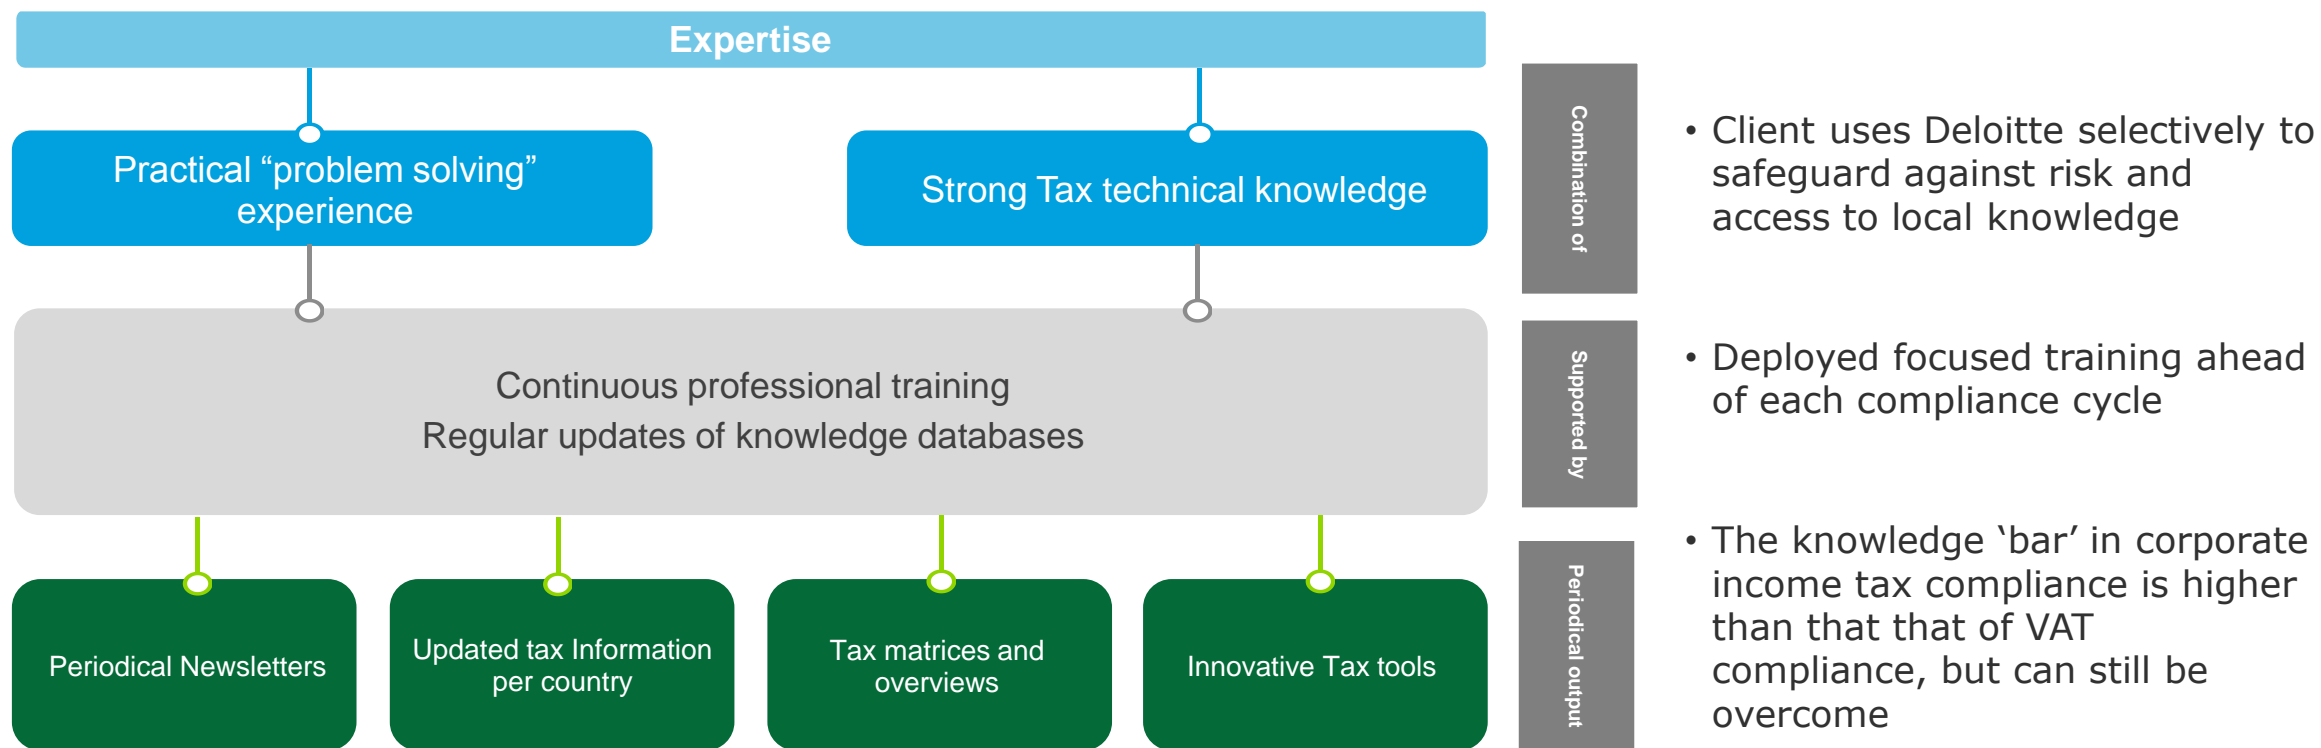 Expertise
Practical “problem solving”
experience
Strong Tax technical knowledge
Combination of
• Client uses Deloitte selectively to
safeguard against risk and
access to local knowledge
Continuous professional training
Regular updates of knowledge databases
Supported by
• Deployed focused training ahead
of each compliance cycle
Periodical Newsletters
Updated tax Information
per country
Tax matrices and
overviews
Innovative Tax tools
Periodical output
• The knowledge ‘bar’ in corporate
income tax compliance is higher
than that that of VAT
compliance, but can still be
overcome